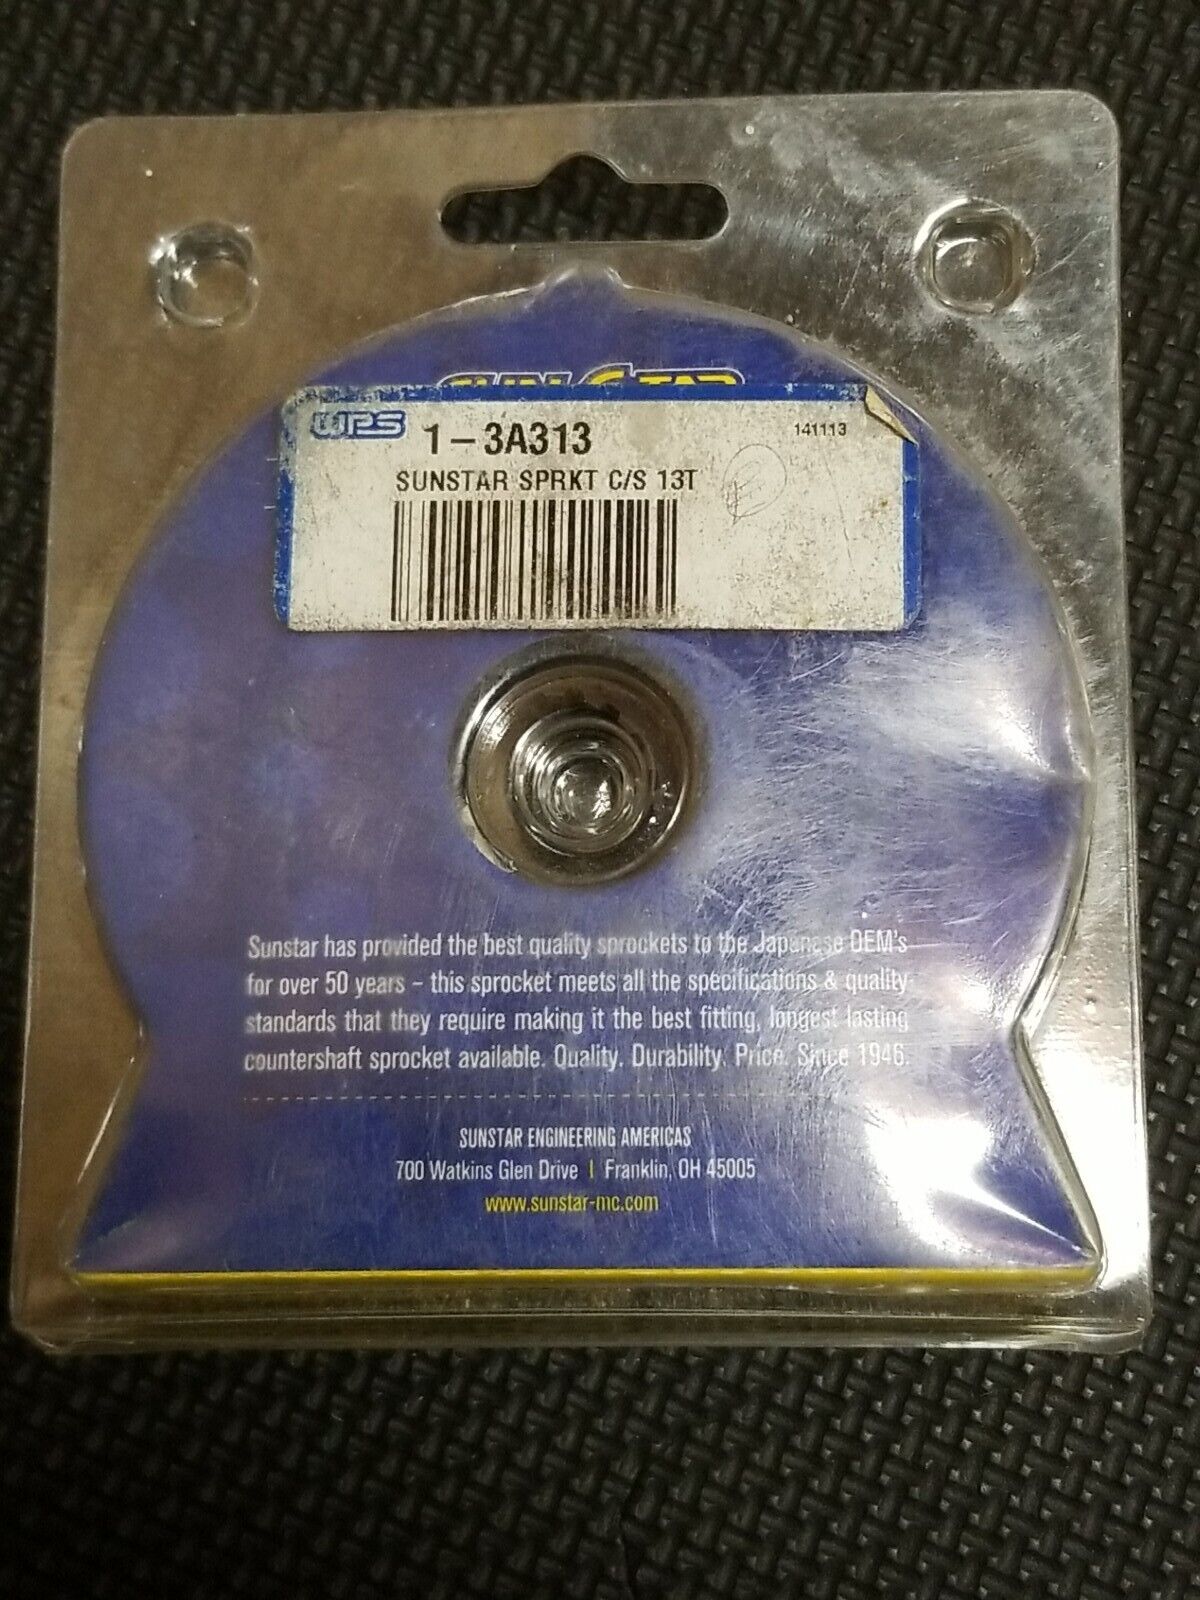 SUNSTAR
WPS
1-3A313
141113
SUNSTAR SPRKT C/S 13T
Sunstar has provided the best quality sprockets to the Japanese OEM's
for over 50 years – this sprocket meets all the specifications & quality
standards that they require making it the best fitting, longest lasting
countershaft sprocket available. Quality. Durability. Price. Since 1946.
SUNSTAR ENGINEERING AMERICAS
700 Watkins Glen Drive | Franklin, OH 45005
www.sunstar-mc.com